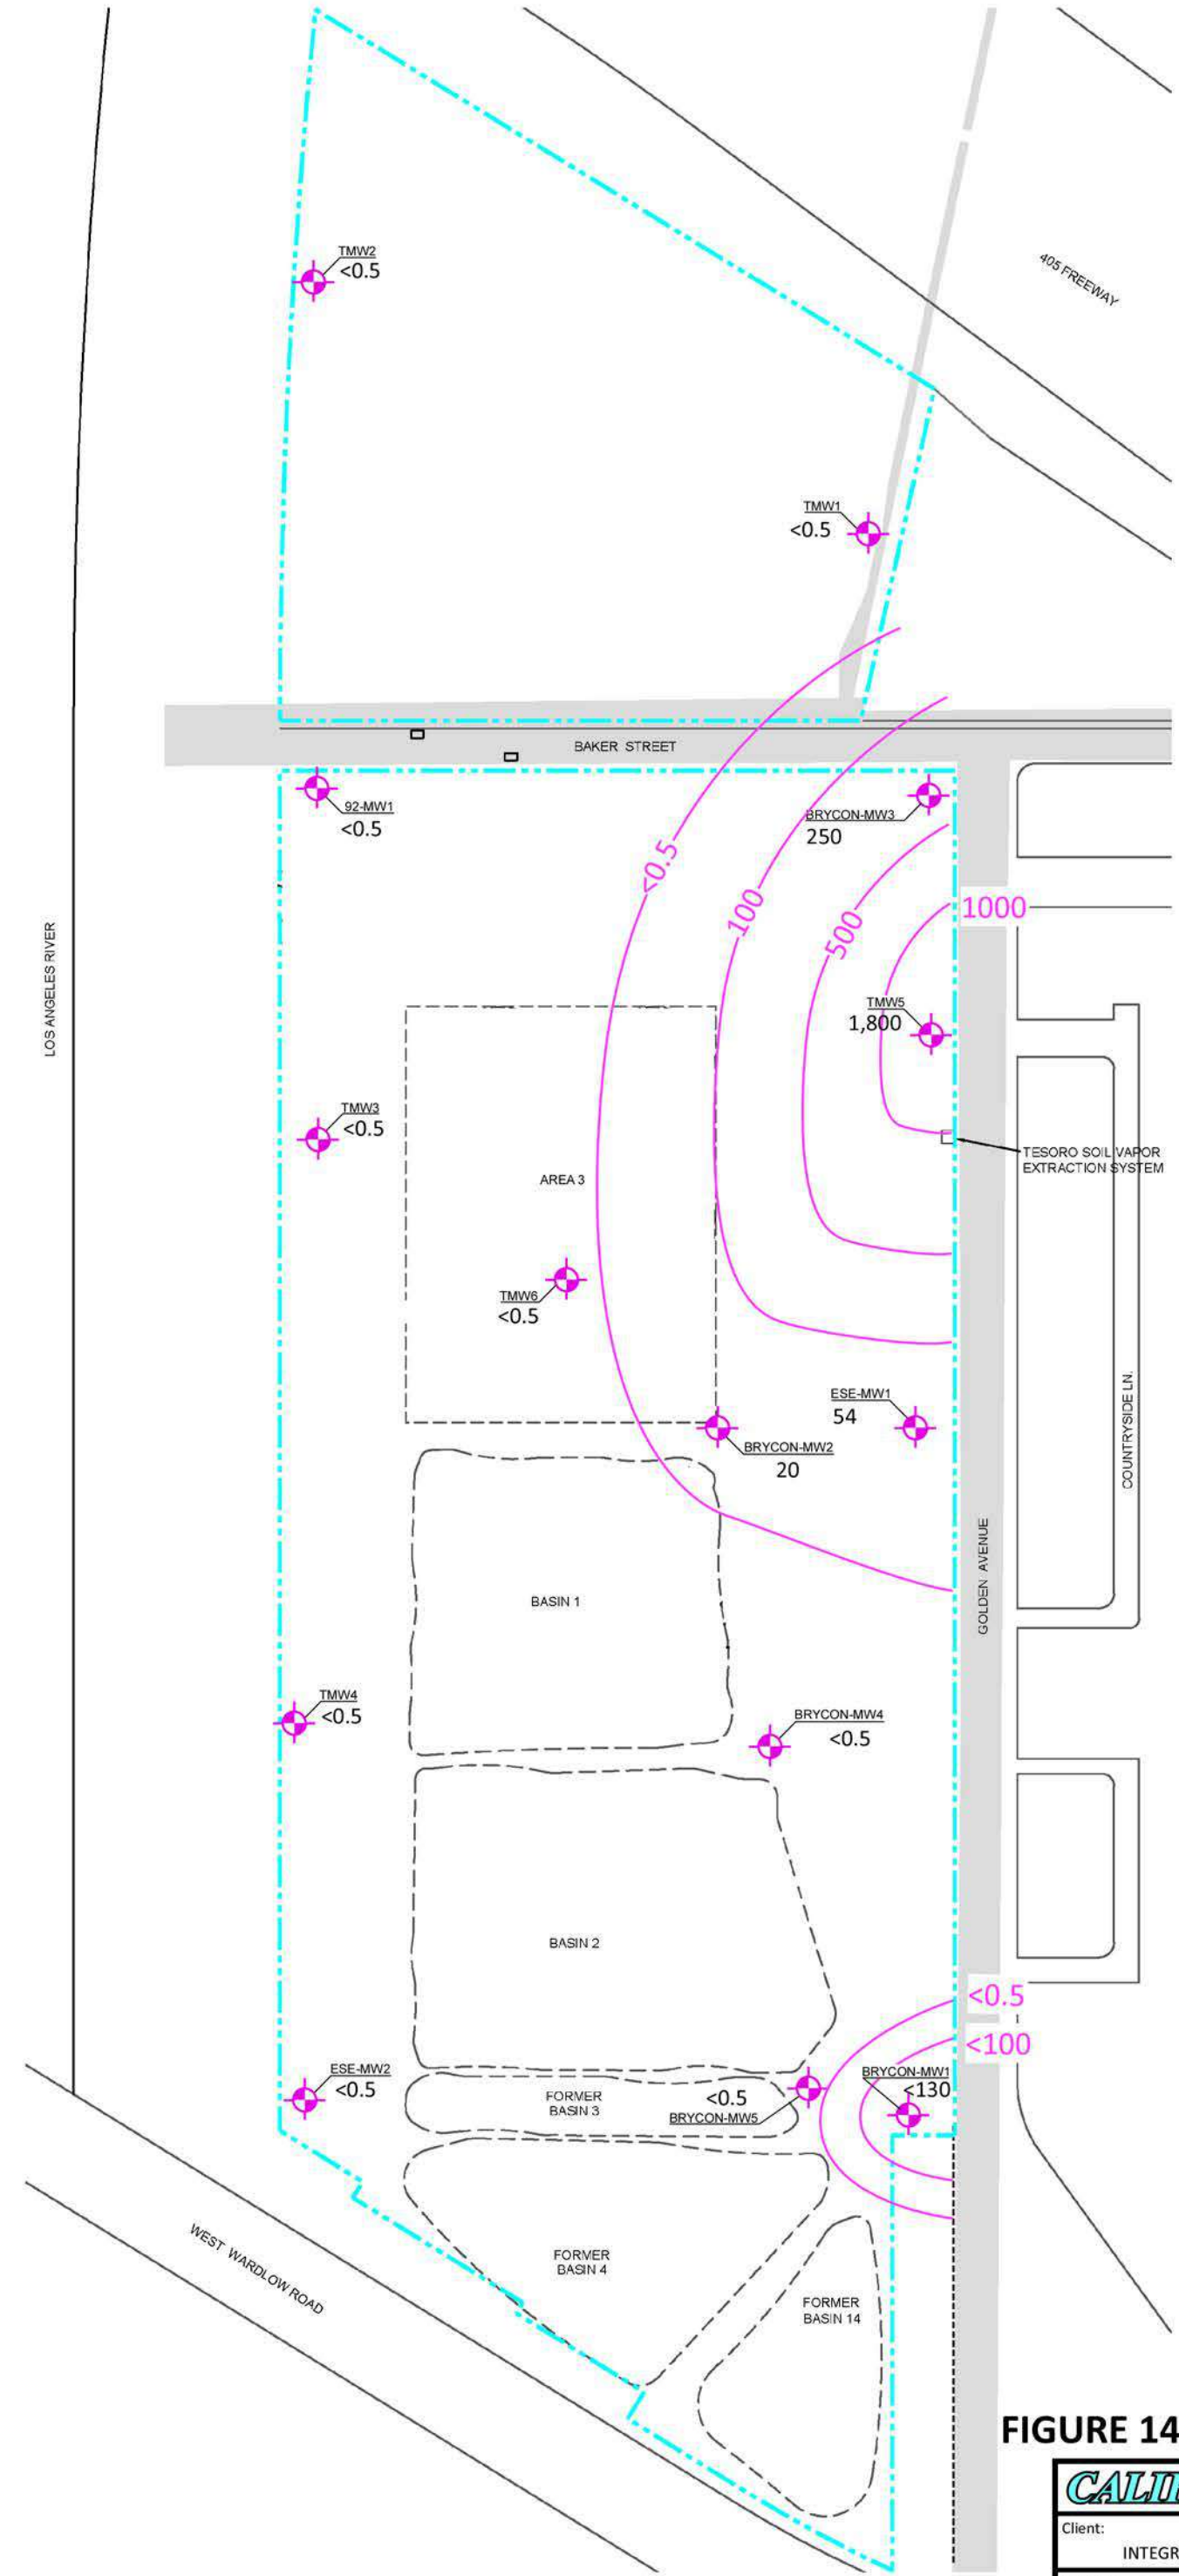 TMW2
<0.5
405 FREEWAY
TMW1
<0.5
BAKER STREET
92-MW1
<0.5
BRYCON-MW3
250
<0.5
100
500
1000
LOS ANGELES RIVER
TMW5
1,800
TMW3
<0.5
TESORO SOIL VAPOR
EXTRACTION SYSTEM
AREA 3
TMW6
<0.5
ESE-MW1
54
BRYCON-MW2
20
COUNTRYSIDE LN.
GOLDEN AVENUE
BASIN 1
TMW4
<0.5
BRYCON-MW4
<0.5
BASIN 2
<0.5
<100
ESE-MW2
<0.5
FORMER
BASIN 3
<0.5
BRYCON-MW5
BRYCON-MW1
<130
WEST WARDLOW ROAD
FORMER
BASIN 4
FORMER
BASIN 14
FIGURE 14
Client:
INTEGR